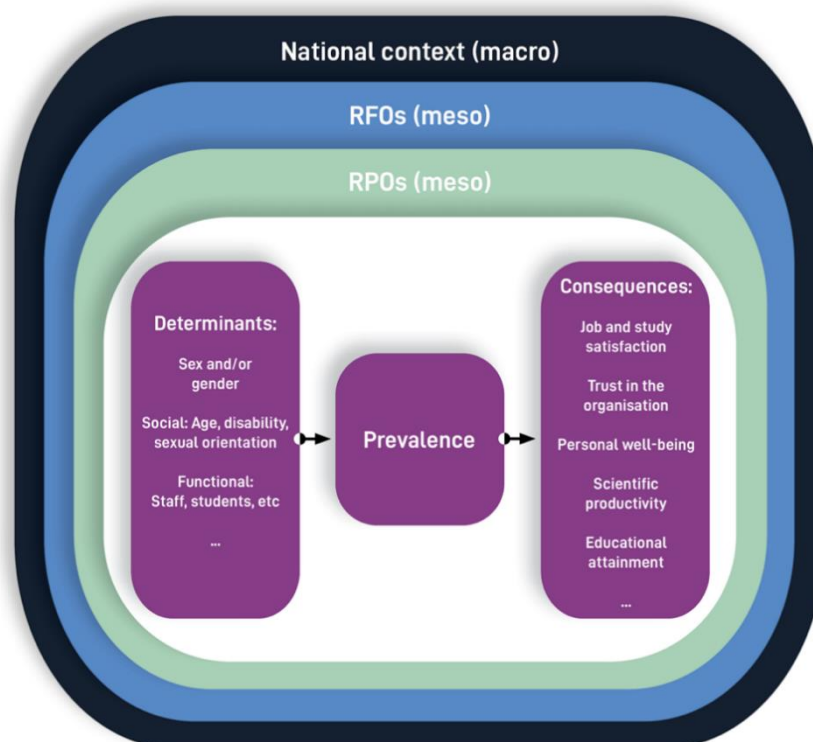 National context (macro)
RFOs (meso)
RPOs (meso)
Determinants:
Sex and/or
gender
Social: Age, disability,
sexual orientation
Functional:
Staff, students, etc
...
Prevalence
Consequences:
Job and study
satisfaction
Trust in the
organisation
Personal well-being
Scientific
productivity
Educational
attainment
...